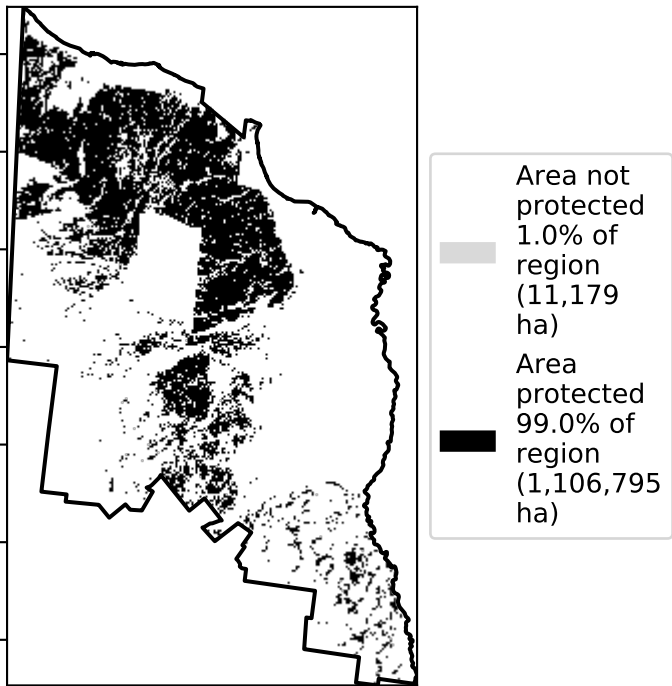 Area not
protected
1.0% of
region
(11,179
ha)
Area
protected
99.0% of
region
(1,106,795
ha)